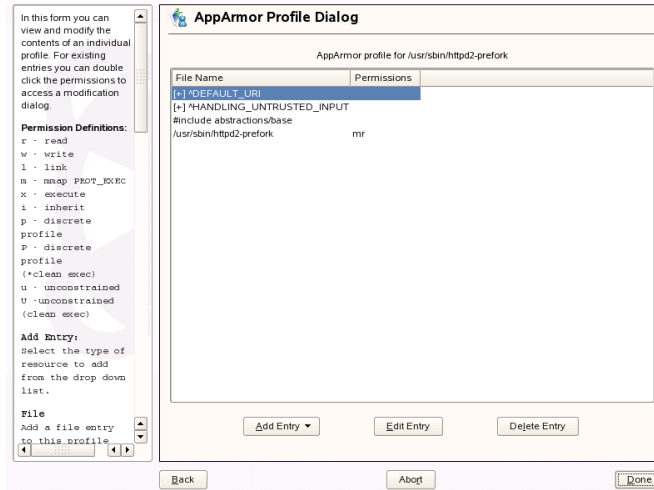 In this form you can
view and modify the
contents of an individual
profile. For existing
entries you can double
click the permissions to
access a modification
dialog.
Permission Definitions:
r - read
w - write
l - link
m - mmap PROT_EXEC
x - execute
i - inherit
p - discrete
profile
P - discrete
profile
(*clean exec)
u - unconstrained
U -unconstrained
(clean exec)
Add Entry:
Select the type of
resource to add
from the drop down
list.
File
Add a file entry
to this profile
AppArmor Profile Dialog
AppArmor profile for /usr/sbin/httpd2-prefork
File Name Permissions
[+] ^DEFAULT_URI
[+] ^HANDLING_UNTRUSTED_INPUT
#include abstractions/base
/usr/sbin/httpd2-prefork mr
Add Entry Edit Entry Delete Entry
Back Abort Done